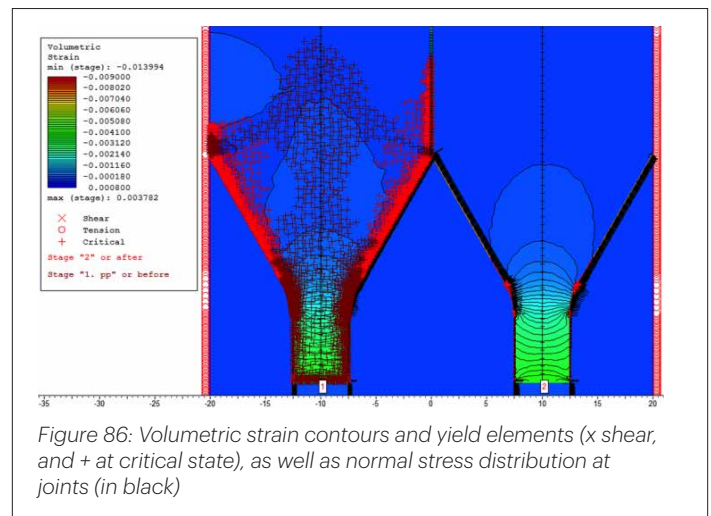 Volumetric
Strain
min (stage): -0.013994
-0.009000
-0.008020
-0.007040
-0.006060
-0.005080
-0.004100
-0.003120
-0.002140
-0.001160
-0.000180
0.000800
max (stage): 0.003782
Shear
Tension
Critical
Stage "2" or after
Stage "1. pp" or before
1
2
-35 -30 -25 -20 -15 -10 -5 0 5 10 15 20
Figure 86: Volumetric strain contours and yield elements (x shear,
and + at critical state), as well as normal stress distribution at
joints (in black)